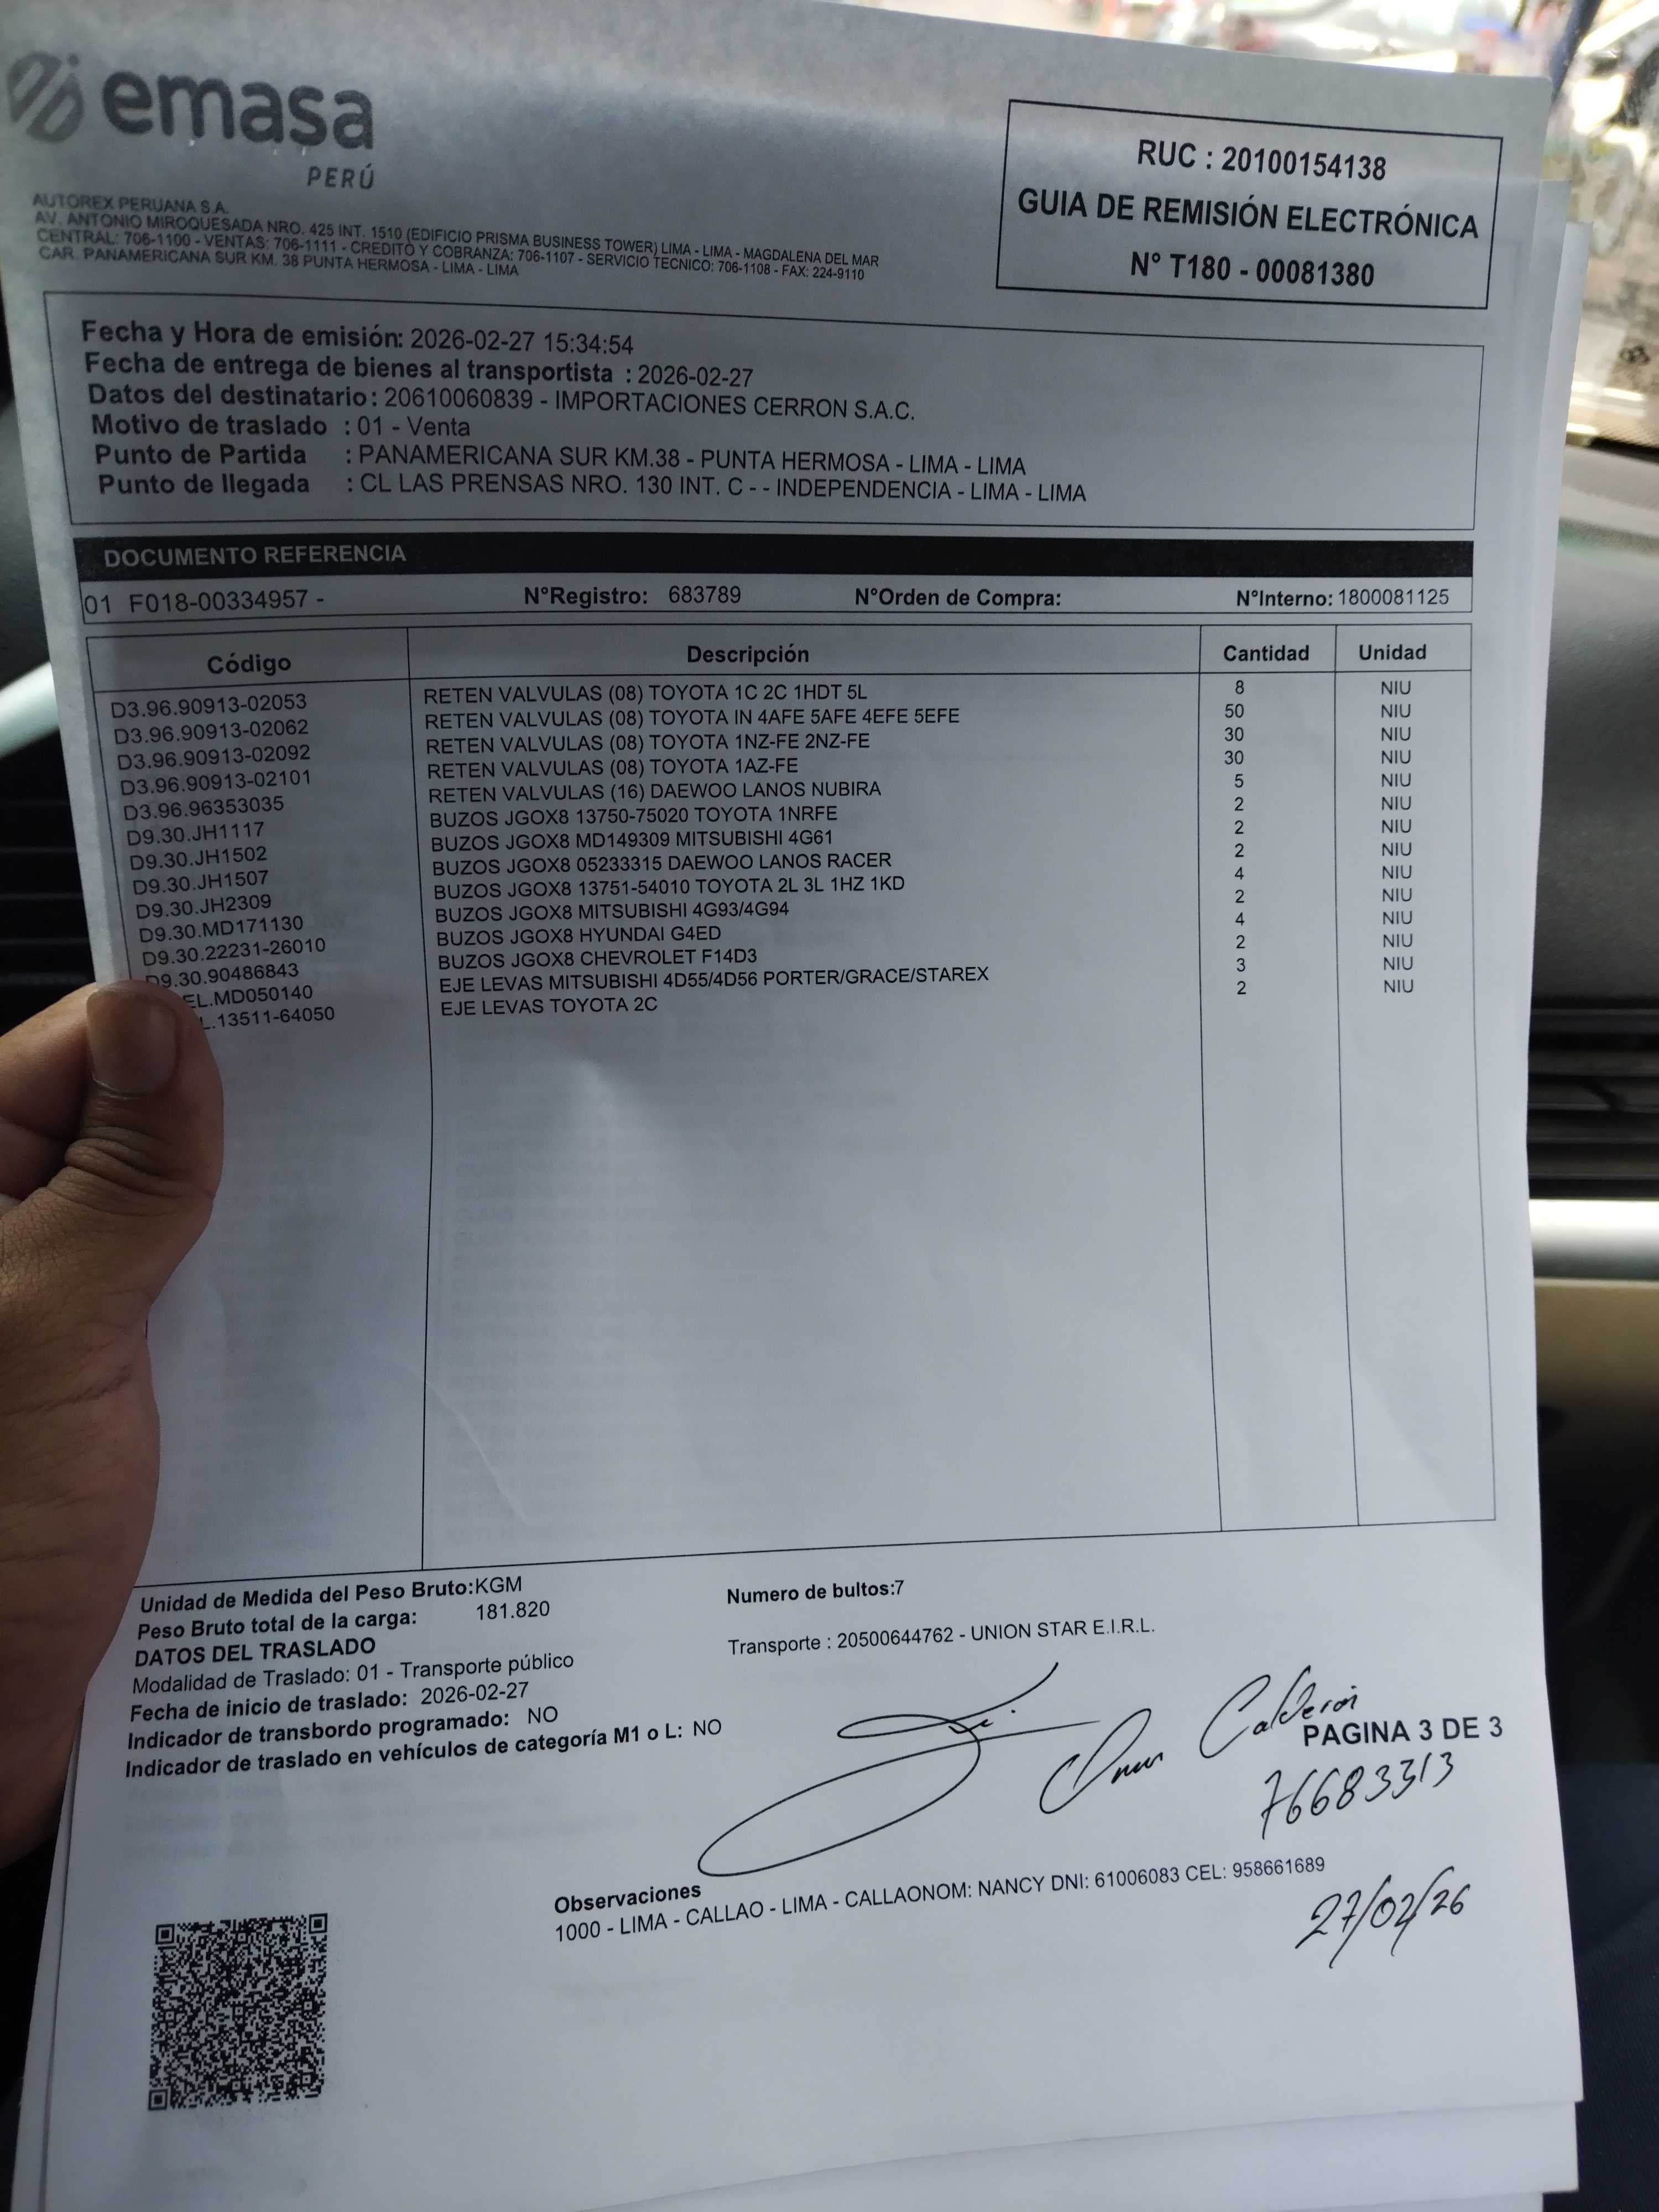 emasa
PERÚ
AUTOREX PERUANA S.A.
AV. ANTONIO MIROQUESADA NRO. 425 INT. 1510 (EDIFICIO PRISMA BUSINESS TOWER) LIMA - LIMA - MAGDALENA DEL MAR
CENTRAL: 706-1100 - VENTAS: 706-1111 - CREDITO Y COBRANZA: 706-1107 - SERVICIO TECNICO: 706-1108 - FAX: 224-9110
CAR. PANAMERICANA SUR KM. 38 PUNTA HERMOSA - LIMA - LIMA
RUC : 20100154138
GUIA DE REMISIÓN ELECTRÓNICA
N° T180 - 00081380
Fecha y Hora de emisión: 2026-02-27 15:34:54
Fecha de entrega de bienes al transportista : 2026-02-27
Datos del destinatario: 20610060839 - IMPORTACIONES CERRON S.A.C.
Motivo de traslado : 01 - Venta
Punto de Partida : PANAMERICANA SUR KM.38 - PUNTA HERMOSA - LIMA - LIMA
Punto de llegada : CL LAS PRENSAS NRO. 130 INT. C - - INDEPENDENCIA - LIMA - LIMA
DOCUMENTO REFERENCIA
01 F018-00334957 - N°Registro: 683789 N°Orden de Compra: N°Interno: 1800081125
Código Descripción Cantidad Unidad
D3.96.90913-02053 RETEN VALVULAS (08) TOYOTA 1C 2C 1HDT 5L 8 NIU
D3.96.90913-02062 RETEN VALVULAS (08) TOYOTA IN 4AFE 5AFE 4EFE 5EFE 50 NIU
D3.96.90913-02092 RETEN VALVULAS (08) TOYOTA 1NZ-FE 2NZ-FE 30 NIU
D3.96.90913-02101 RETEN VALVULAS (08) TOYOTA 1AZ-FE 30 NIU
D3.96.96353035 RETEN VALVULAS (16) DAEWOO LANOS NUBIRA 5 NIU
D9.30.JH1117 BUZOS JGOX8 13750-75020 TOYOTA 1NRFE 2 NIU
D9.30.JH1502 BUZOS JGOX8 MD149309 MITSUBISHI 4G61 2 NIU
D9.30.JH1507 BUZOS JGOX8 05233315 DAEWOO LANOS RACER 2 NIU
D9.30.JH2309 BUZOS JGOX8 13751-54010 TOYOTA 2L 3L 1HZ 1KD 4 NIU
D9.30.MD171130 BUZOS JGOX8 MITSUBISHI 4G93/4G94 2 NIU
D9.30.22231-26010 BUZOS JGOX8 HYUNDAI G4ED 4 NIU
D9.30.90486843 BUZOS JGOX8 CHEVROLET F14D3 2 NIU
EL.MD050140 EJE LEVAS MITSUBISHI 4D55/4D56 PORTER/GRACE/STAREX 3 NIU
L.13511-64050 EJE LEVAS TOYOTA 2C 2 NIU
Unidad de Medida del Peso Bruto:KGM Numero de bultos:7
Peso Bruto total de la carga: 181.820
DATOS DEL TRASLADO Transporte : 20500644762 - UNION STAR E.I.R.L.
Modalidad de Traslado: 01 - Transporte público
Fecha de inicio de traslado: 2026-02-27
Indicador de transbordo programado: NO
Indicador de traslado en vehículos de categoría M1 o L: NO
Calderón
PAGINA 3 DE 3
76683313
Observaciones
1000 - LIMA - CALLAO - LIMA - CALLAONOM: NANCY DNI: 61006083 CEL: 958661689
27/02/26